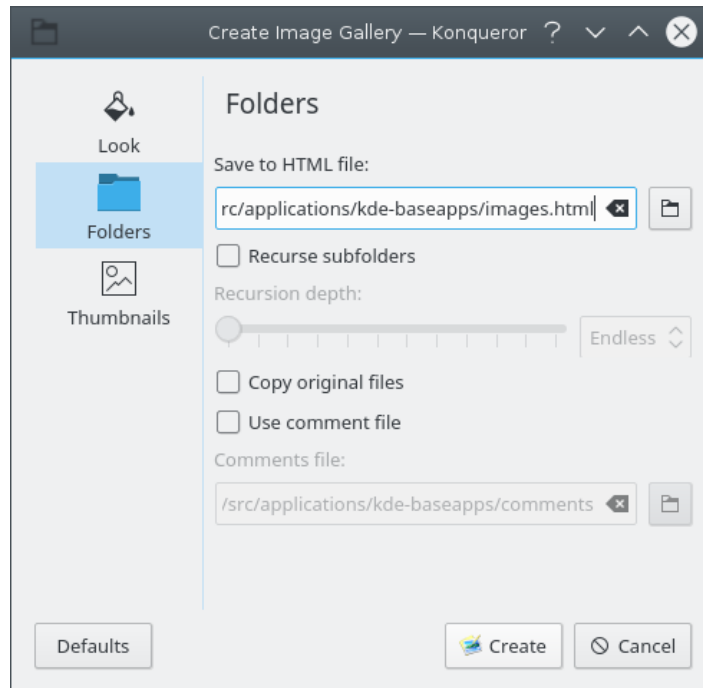 Create Image Gallery — Konqueror
Look
Folders
Thumbnails
Folders
Save to HTML file:
rc/applications/kde-baseapps/images.html
Recurse subfolders
Recursion depth:
Endless
Copy original files
Use comment file
Comments file:
/src/applications/kde-baseapps/comments
Defaults
Create
Cancel